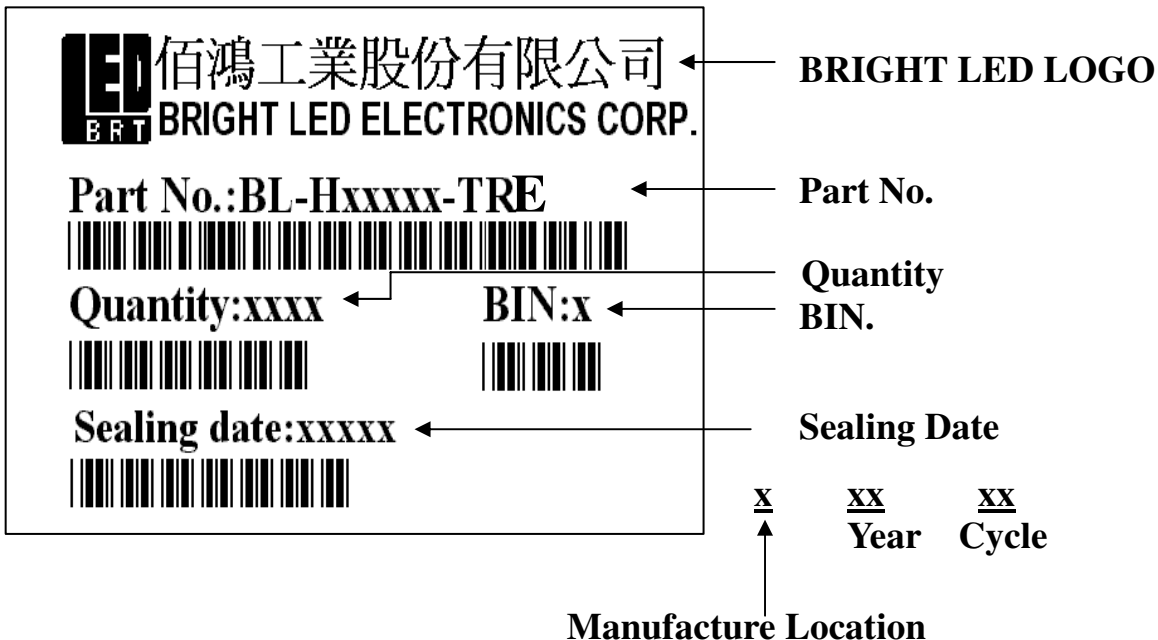 LED
佰鴻工業股份有限公司
BRT
BRIGHT LED ELECTRONICS CORP.
BRIGHT LED LOGO
Part No.:BL-Hxxxxx-TRE
Part No.
Quantity:xxxx
BIN:x
Quantity
BIN.
Sealing date:xxxxx
Sealing Date
x xx xx
Year Cycle
Manufacture Location